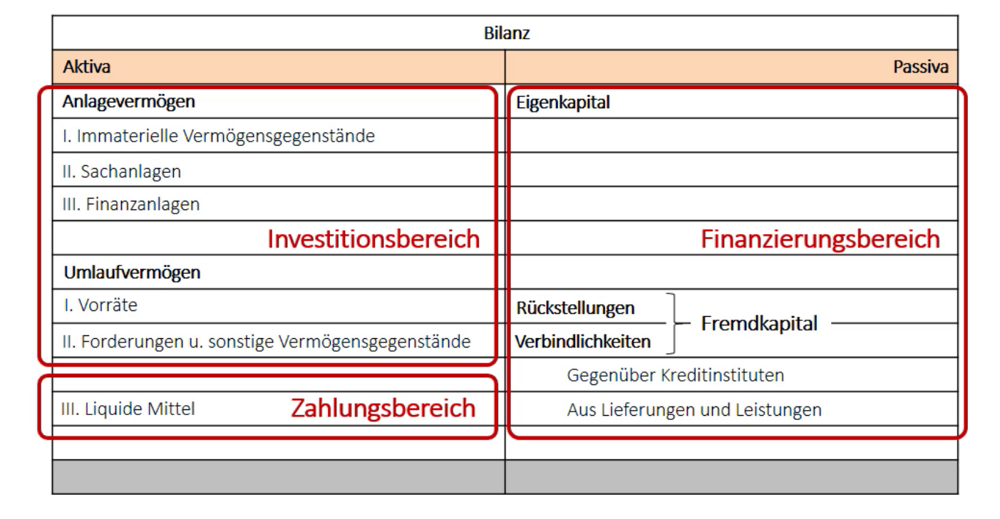 Bilanz
Aktiva
Passiva
Anlagevermögen
Eigenkapital
I. Immaterielle Vermögensgegenstände
II. Sachanlagen
III. Finanzanlagen
Investitionsbereich
Finanzierungsbereich
Umlaufvermögen
I. Vorräte
Rückstellungen
Fremdkapital
II. Forderungen u. sonstige Vermögensgegenstände
Verbindlichkeiten
Gegenüber Kreditinstituten
III. Liquide Mittel
Zahlungsbereich
Aus Lieferungen und Leistungen